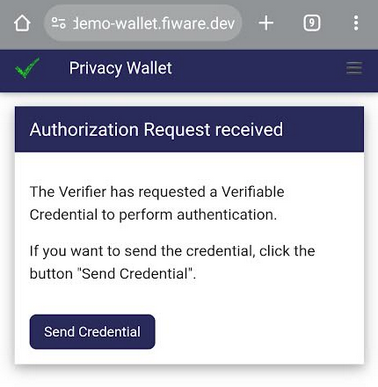 demo-wallet.fiware.dev
9
Privacy Wallet
Authorization Request received
The Verifier has requested a Verifiable
Credential to perform authentication.
If you want to send the credential, click the
button "Send Credential".
Send Credential